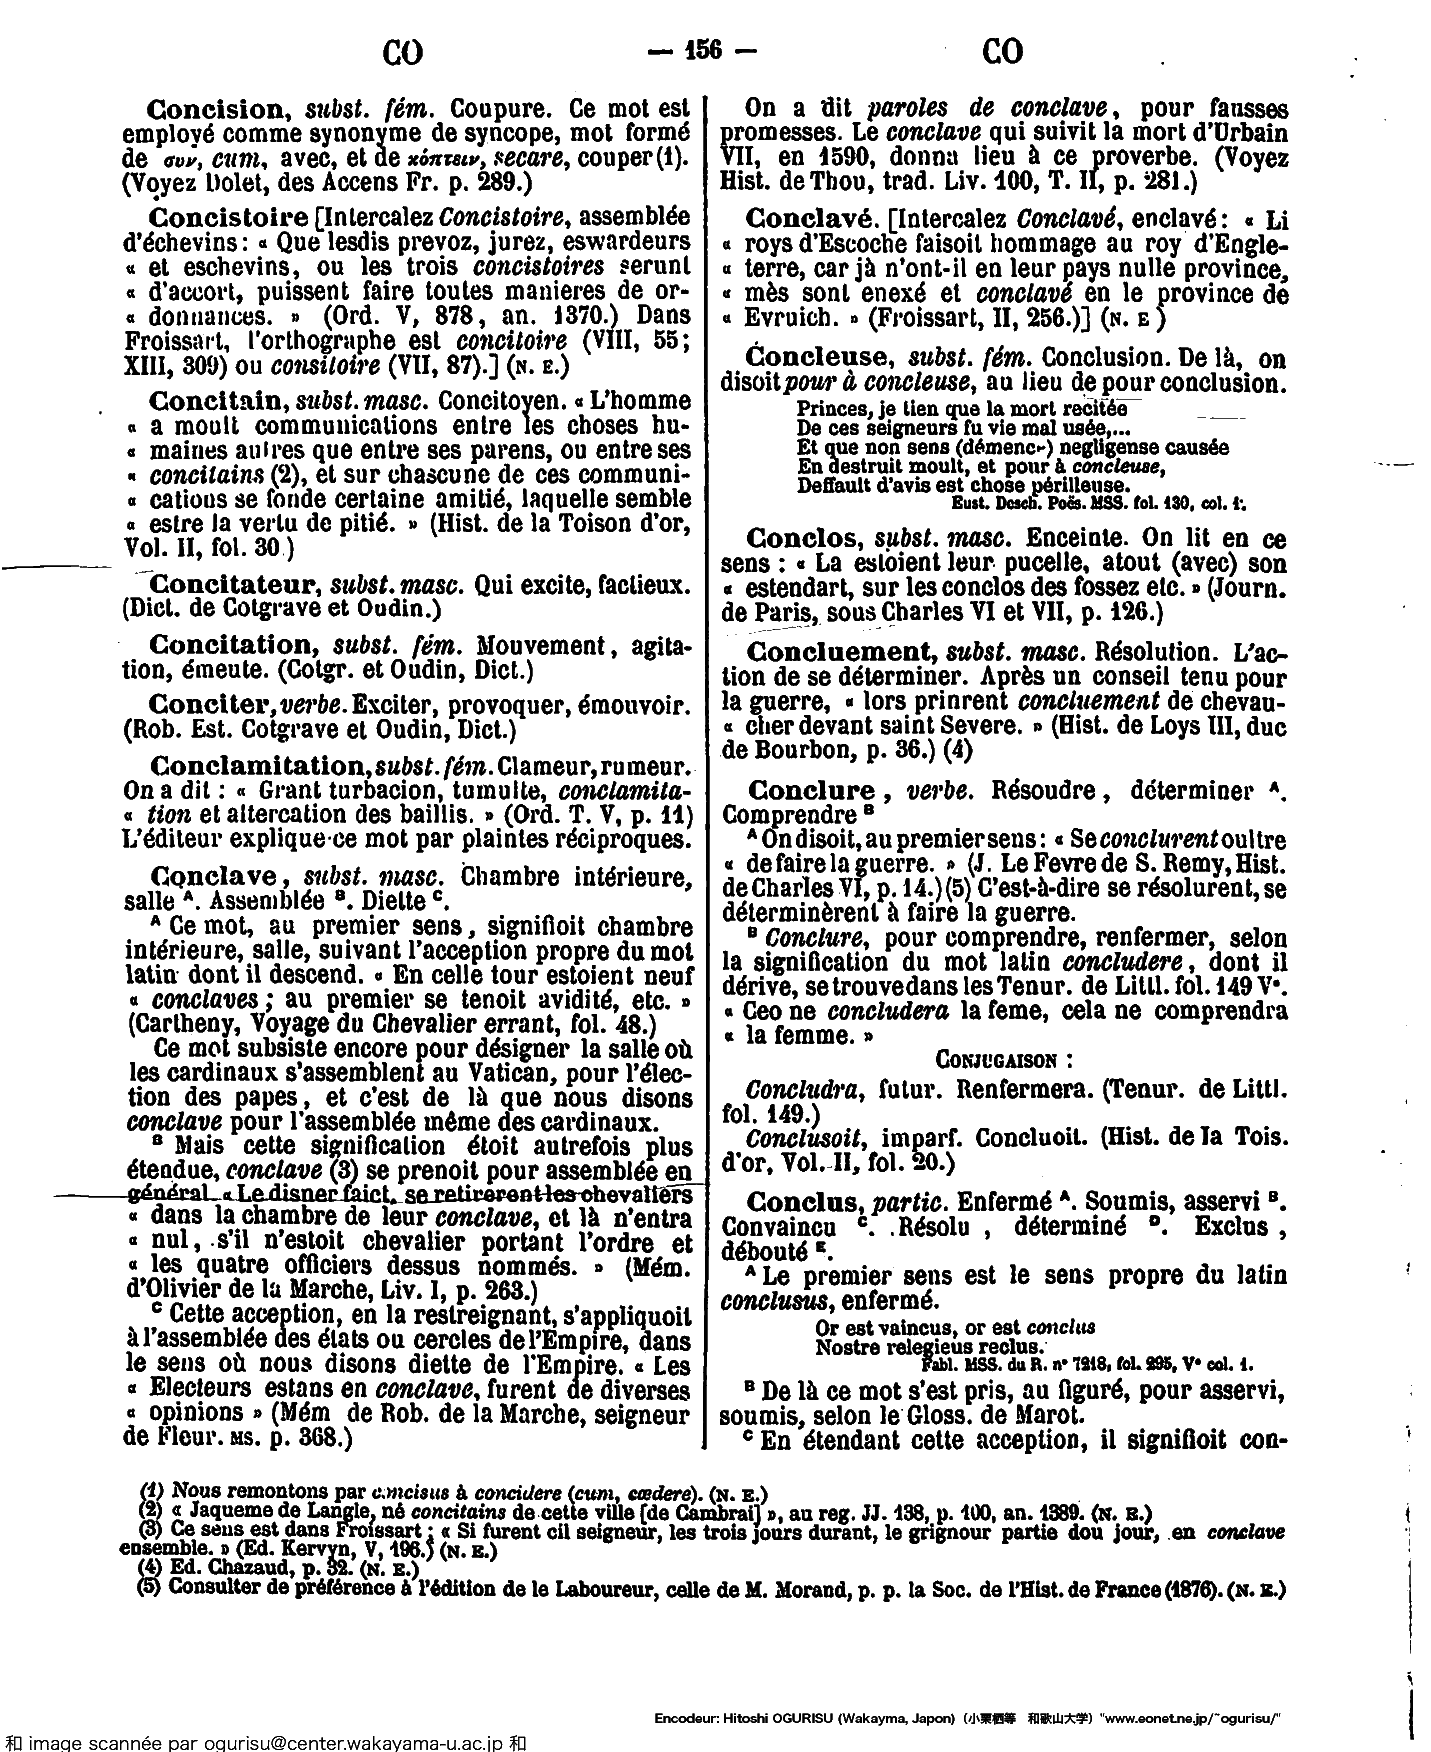 CO — 156 — CO
Concision, subst. fém. Coupure. Ce mot est
employé comme synonyme de syncope, mot formé
de συν, cum, avec, et de κόπτειν, secare, couper (1).
(Voyez Dolet, des Accens Fr. p. 289.)
Concistoire [Intercalez Concistoire, assemblée
d'échevins : « Que lesdis prevoz, jurez, eswardeurs
« et eschevins, ou les trois concistoires serunt
« d'accort, puissent faire toutes manieres de or-
« donnances. » (Ord. V, 878, an. 1370.) Dans
Froissart, l'orthographe est concitoire (VIII, 55 ;
XIII, 309) ou consitoire (VII, 87).] (N. E.)
Concitain, subst. masc. Concitoyen. « L'homme
« a moult communications entre les choses hu-
« maines autres que entre ses parens, ou entre ses
« concitains (2), et sur chascune de ces communi-
« catious se fonde certaine amitié, laquelle semble
« estre la vertu de pitié. » (Hist. de la Toison d'or,
Vol. II, fol. 30.)
Concitateur, subst. masc. Qui excite, factieux.
(Dict. de Cotgrave et Oudin.)
Concitation, subst. fém. Mouvement, agita-
tion, émeute. (Cotgr. et Oudin, Dict.)
Conciter, verbe. Exciter, provoquer, émouvoir.
(Rob. Est. Cotgrave et Oudin, Dict.)
Conclamitation, subst. fém. Clameur, rumeur.
On a dit : « Grant turbacion, tumulte, conclamita-
« tion et altercation des baillis. » (Ord. T. V, p. 11)
L'éditeur explique ce mot par plaintes réciproques.
Conclave, subst. masc. Chambre intérieure,
salle A. Assemblée B. Diette C.
A Ce mot, au premier sens, signifioit chambre
intérieure, salle, suivant l'acception propre du mot
latin dont il descend. « En celle tour estoient neuf
« conclaves ; au premier se tenoit avidité, etc. »
(Cartheny, Voyage du Chevalier errant, fol. 48.)
Ce mot subsiste encore pour désigner la salle où
les cardinaux s'assemblent au Vatican, pour l'élec-
tion des papes, et c'est de là que nous disons
conclave pour l'assemblée même des cardinaux.
B Mais cette signification étoit autrefois plus
étendue, conclave (3) se prenoit pour assemblée en
général. « Le disner faict, se retirerent les chevaliers
« dans la chambre de leur conclave, et là n'entra
« nul, s'il n'estoit chevalier portant l'ordre et
« les quatre officiers dessus nommés. » (Mém.
d'Olivier de la Marche, Liv. I, p. 263.)
C Cette acception, en la restreignant, s'appliquoit
à l'assemblée des états ou cercles de l'Empire, dans
le sens où nous disons diette de l'Empire. « Les
« Electeurs estans en conclave, furent de diverses
« opinions » (Mém de Rob. de la Marche, seigneur
de Fleur. MS. p. 368.)
On a dit paroles de conclave, pour fausses
promesses. Le conclave qui suivit la mort d'Urbain
VII, en 1590, donna lieu à ce proverbe. (Voyez
Hist. de Thou, trad. Liv. 100, T. II, p. 281.)
Conclavé. [Intercalez Conclavé, enclavé : « Li
« roys d'Escoche faisoit hommage au roy d'Engle-
« terre, car jà n'ont-il en leur pays nulle province,
« mès sont enexé et conclavé en le province de
« Evruich. » (Froissart, II, 256.)] (N. E )
Concleuse, subst. fém. Conclusion. De là, on
disoit pour à concleuse, au lieu de pour conclusion.
Princes, je tien que la mort recitée
De ces seigneurs fu vie mal usée,...
Et que non sens (démence) negligense causée
En destruit moult, et pour à concleuse,
Deffault d'avis est chose périlleuse.
Eust. Desch. Poës. MSS. fol. 130, col. 1.
Conclos, subst. masc. Enceinte. On lit en ce
sens : « La estoient leur pucelle, atout (avec) son
« estendart, sur les conclos des fossez etc. » (Journ.
de Paris, sous Charles VI et VII, p. 126.)
Concluement, subst. masc. Résolution. L'ac-
tion de se déterminer. Après un conseil tenu pour
la guerre, « lors prinrent concluement de chevau-
« cher devant saint Severe. » (Hist. de Loys III, duc
de Bourbon, p. 36.) (4)
Conclure, verbe. Résoudre, déterminer A.
Comprendre B
A On disoit, au premier sens : « Se conclurent oultre
« de faire la guerre. » (J. Le Fevre de S. Remy, Hist.
de Charles VI, p. 14.) (5) C'est-à-dire se résolurent, se
déterminèrent à faire la guerre.
B Conclure, pour comprendre, renfermer, selon
la signification du mot latin concludere, dont il
dérive, se trouve dans les Tenur. de Littl. fol. 149 Vo.
« Ceo ne concludera la feme, cela ne comprendra
« la femme. »
CONJUGAISON :
Concludra, futur. Renfermera. (Tenur. de Littl.
fol. 149.)
Conclusoit, imparf. Concluoit. (Hist. de la Tois.
d'or, Vol. II, fol. 20.)
Conclus, partic. Enfermé A. Soumis, asservi B.
Convaincu C. Résolu, déterminé D. Exclus,
débouté E.
A Le premier sens est le sens propre du latin
conclusus, enfermé.
Or est vaincus, or est conclus
Nostre relegieus reclus.
Fabl. MSS. du R. no 7218, fol. 295, Vo col. 1.
B De là ce mot s'est pris, au figuré, pour asservi,
soumis, selon le Gloss. de Marot.
C En étendant cette acception, il signifioit con-
(1) Nous remontons par concisus à concidere (cum, cædere). (N. E.)
(2) « Jaqueme de Langle, né concitains de cette ville [de Cambrai] », au reg. JJ. 138, p. 100, an. 1389. (N. E.)
(3) Ce sens est dans Froissart : « Si furent cil seigneur, les trois jours durant, le grignour partie dou jour, en conclave
ensemble. » (Ed. Kervyn, V, 196.) (N. E.)
(4) Ed. Chazaud, p. 32. (N. E.)
(5) Consulter de préférence à l'édition de le Laboureur, celle de M. Morand, p. p. la Soc. de l'Hist. de France (1876). (N. E.)
Encodeur: Hitoshi OGURISU (Wakayma, Japon) (小栗栖等 和歌山大学) "www.eonet.ne.jp/~ogurisu/"
和 image scannée par ogurisu@center.wakayama-u.ac.jp 和